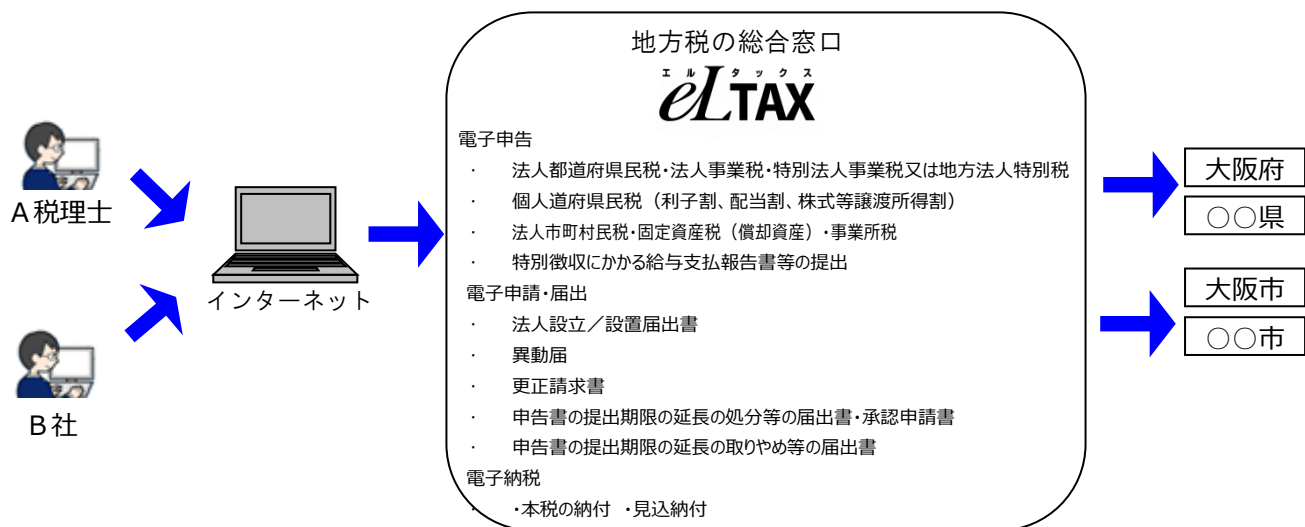 地方税の総合窓口
エルタックス
eLTAX
電子申告
・ 法人都道府県民税・法人事業税・特別法人事業税又は地方法人特別税
・ 個人道府県民税（利子割、配当割、株式等譲渡所得割）
・ 法人市町村民税・固定資産税（償却資産）・事業所税
・ 特別徴収にかかる給与支払報告書等の提出
電子申請・届出
・ 法人設立／設置届出書
・ 異動届
・ 更正請求書
・ 申告書の提出期限の延長の処分等の届出書・承認申請書
・ 申告書の提出期限の延長の取りやめ等の届出書
電子納税
・ ・本税の納付 ・見込納付
Ａ税理士
Ｂ社
インターネット
大阪府
○○県
大阪市
○○市